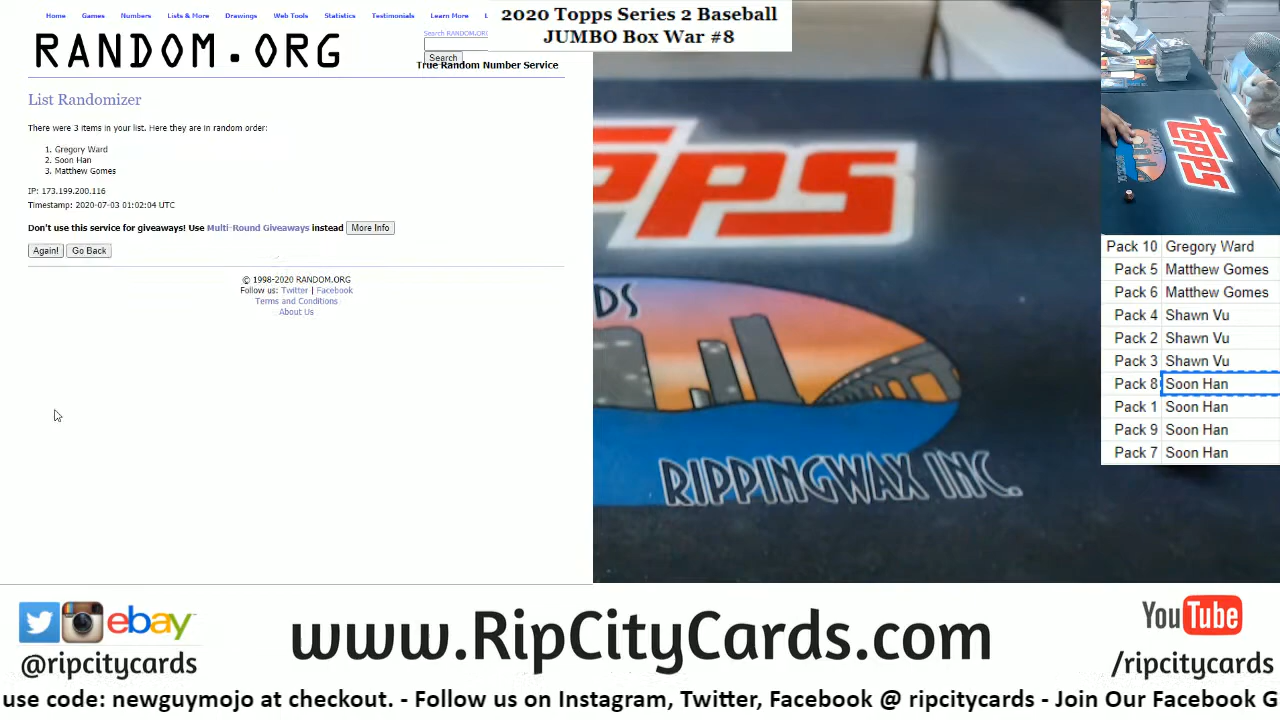 Home Games Numbers Lists & More Drawings Web Tools Statistics Testimonials Learn More L
RANDOM.ORG
Search RANDOM.ORG
Search
True Random Number Service
2020 Topps Series 2 Baseball
JUMBO Box War #8
List Randomizer
There were 3 items in your list. Here they are in random order:
1. Gregory Ward
2. Soon Han
3. Matthew Gomes
IP: 173.199.200.116
Timestamp: 2020-07-03 01:02:04 UTC
Don't use this service for giveaways! Use Multi-Round Giveaways instead More Info
Again! Go Back
© 1998-2020 RANDOM.ORG
Follow us: Twitter | Facebook
Terms and Conditions
About Us
PPS
DS
RIPPINGWAX INC.
TOPPS
Pack 10 Gregory Ward
Pack 5 Matthew Gomes
Pack 6 Matthew Gomes
Pack 4 Shawn Vu
Pack 2 Shawn Vu
Pack 3 Shawn Vu
Pack 8 Soon Han
Pack 1 Soon Han
Pack 9 Soon Han
Pack 7 Soon Han
ebay
@ripcitycards
www.RipCityCards.com
YouTube
/ripcitycards
use code: newguymojo at checkout. - Follow us on Instagram, Twitter, Facebook @ ripcitycards - Join Our Facebook G